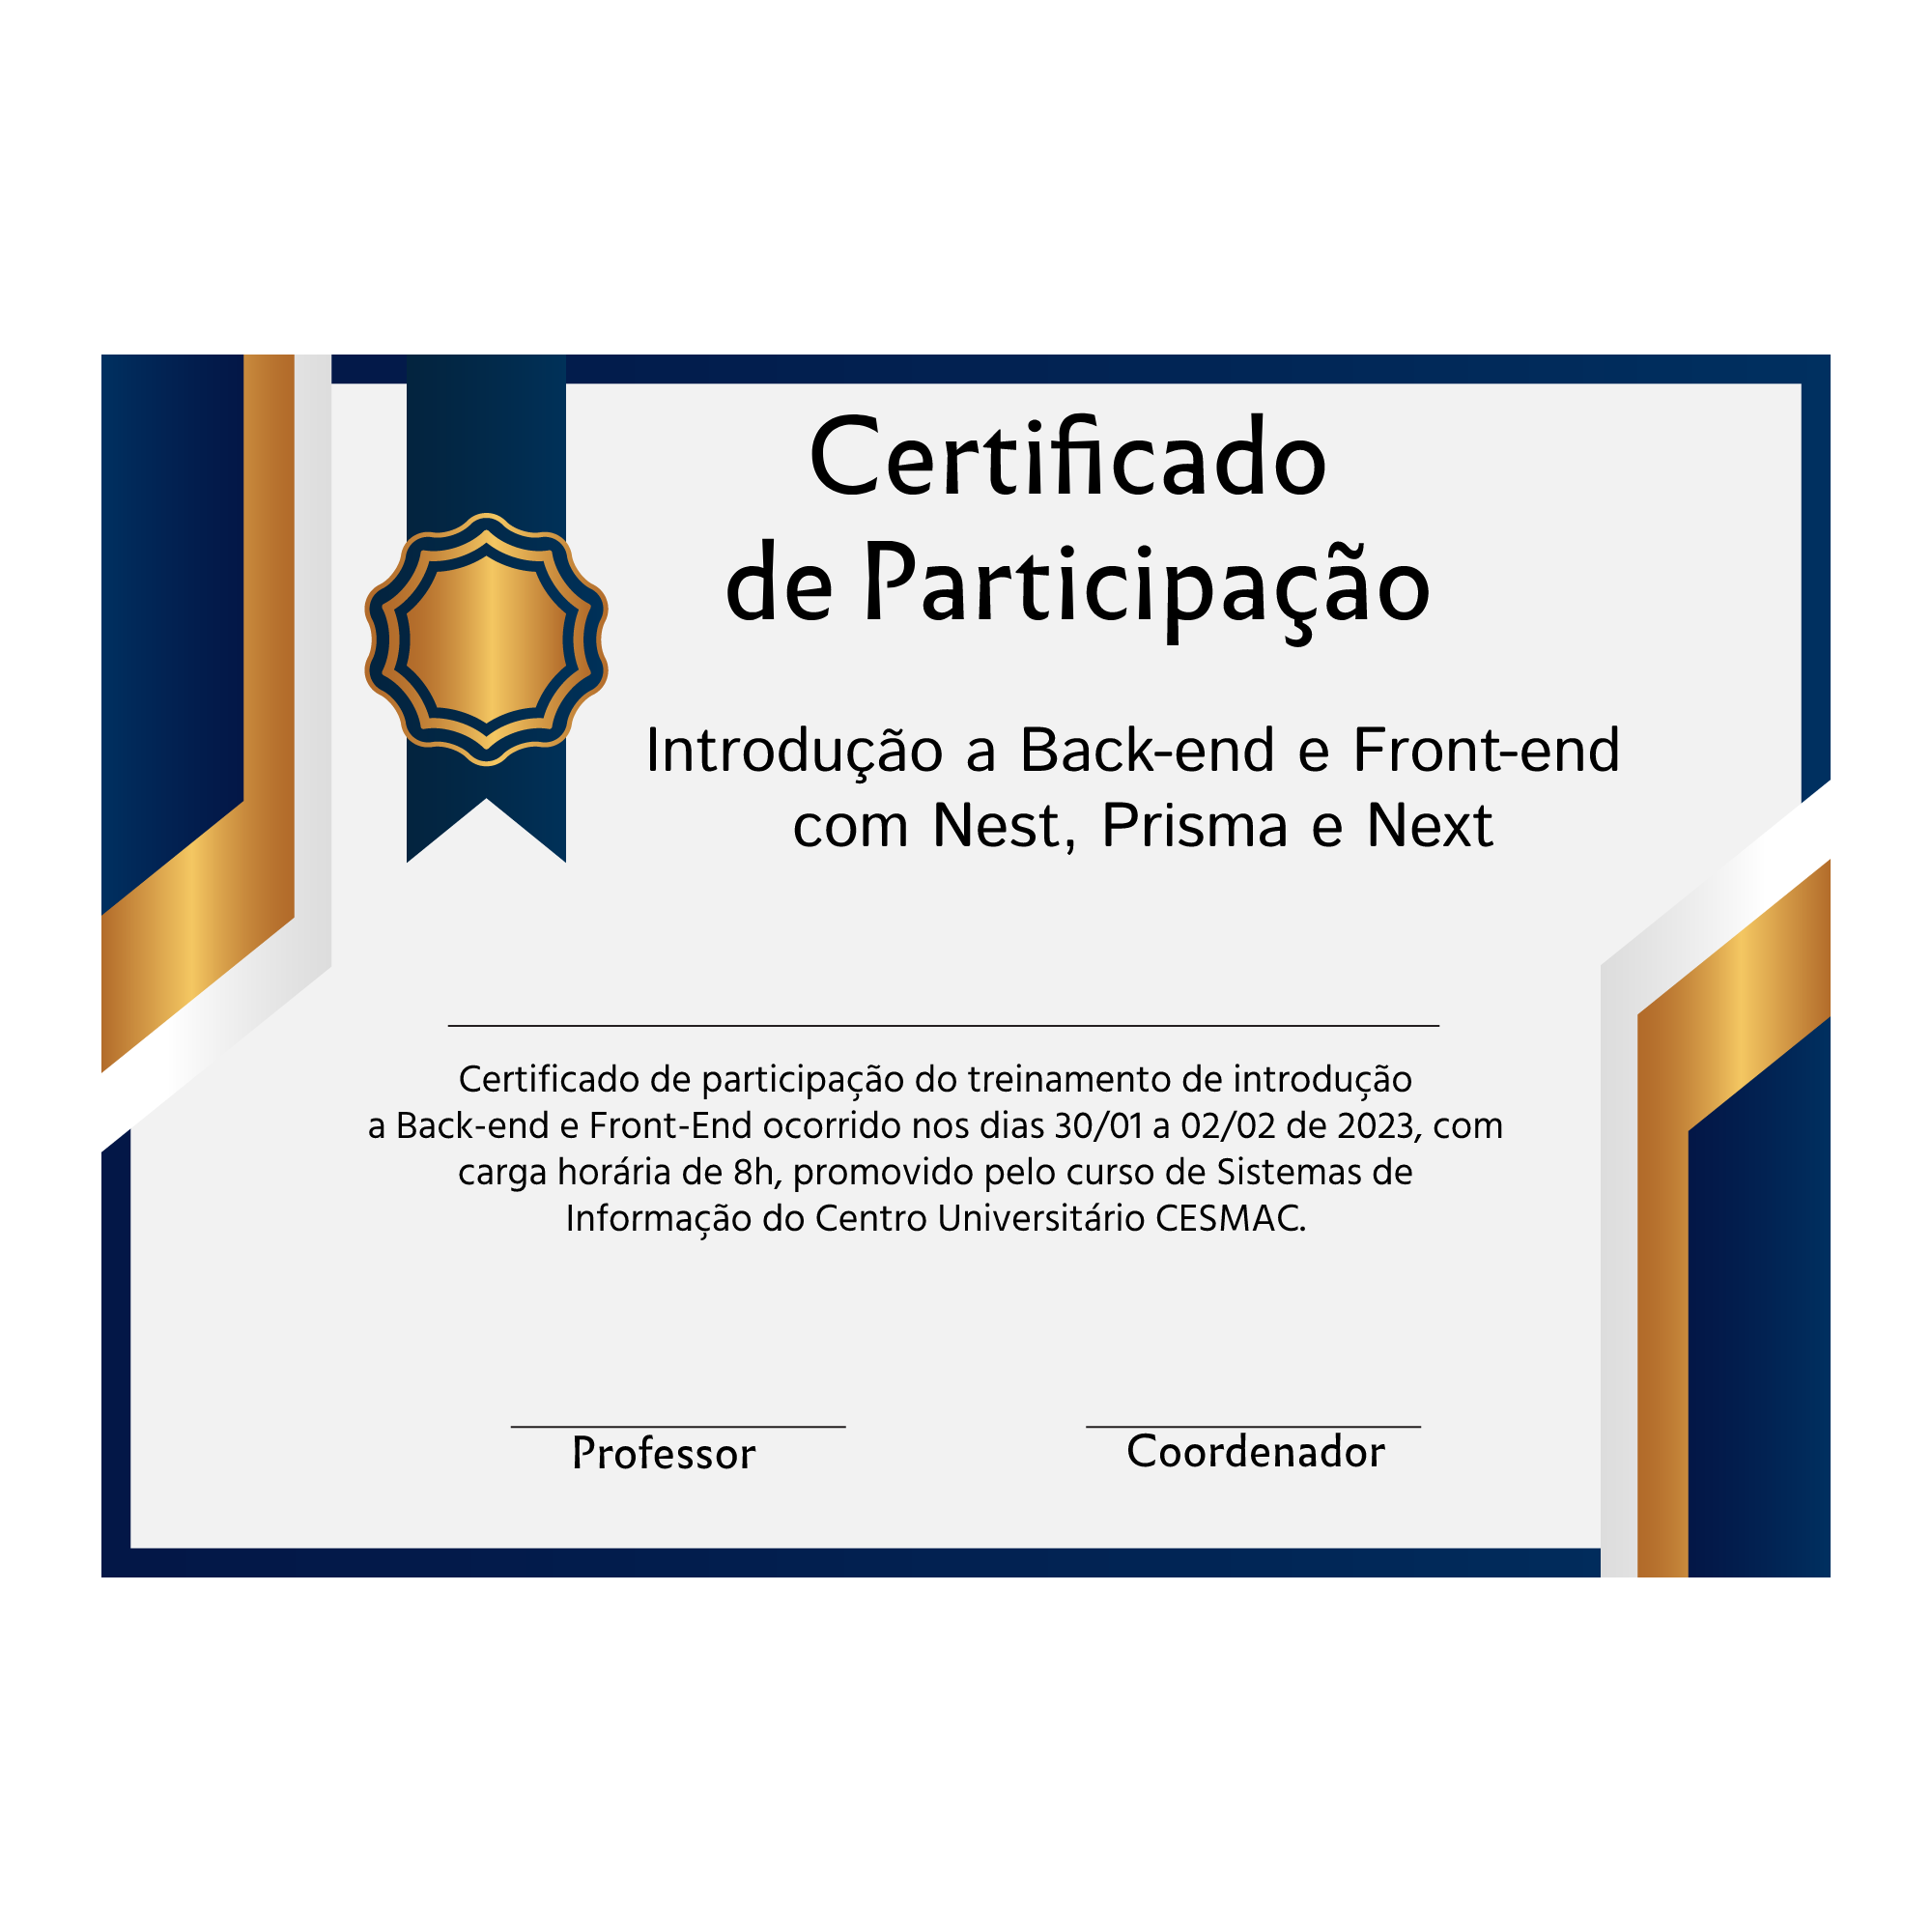 Certificado
de Participação
Introdução a Back-end e Front-end
com Nest, Prisma e Next
Certificado de participação do treinamento de introdução
a Back-end e Front-End ocorrido nos dias 30/01 a 02/02 de 2023, com
carga horária de 8h, promovido pelo curso de Sistemas de
Informação do Centro Universitário CESMAC.
Professor
Coordenador